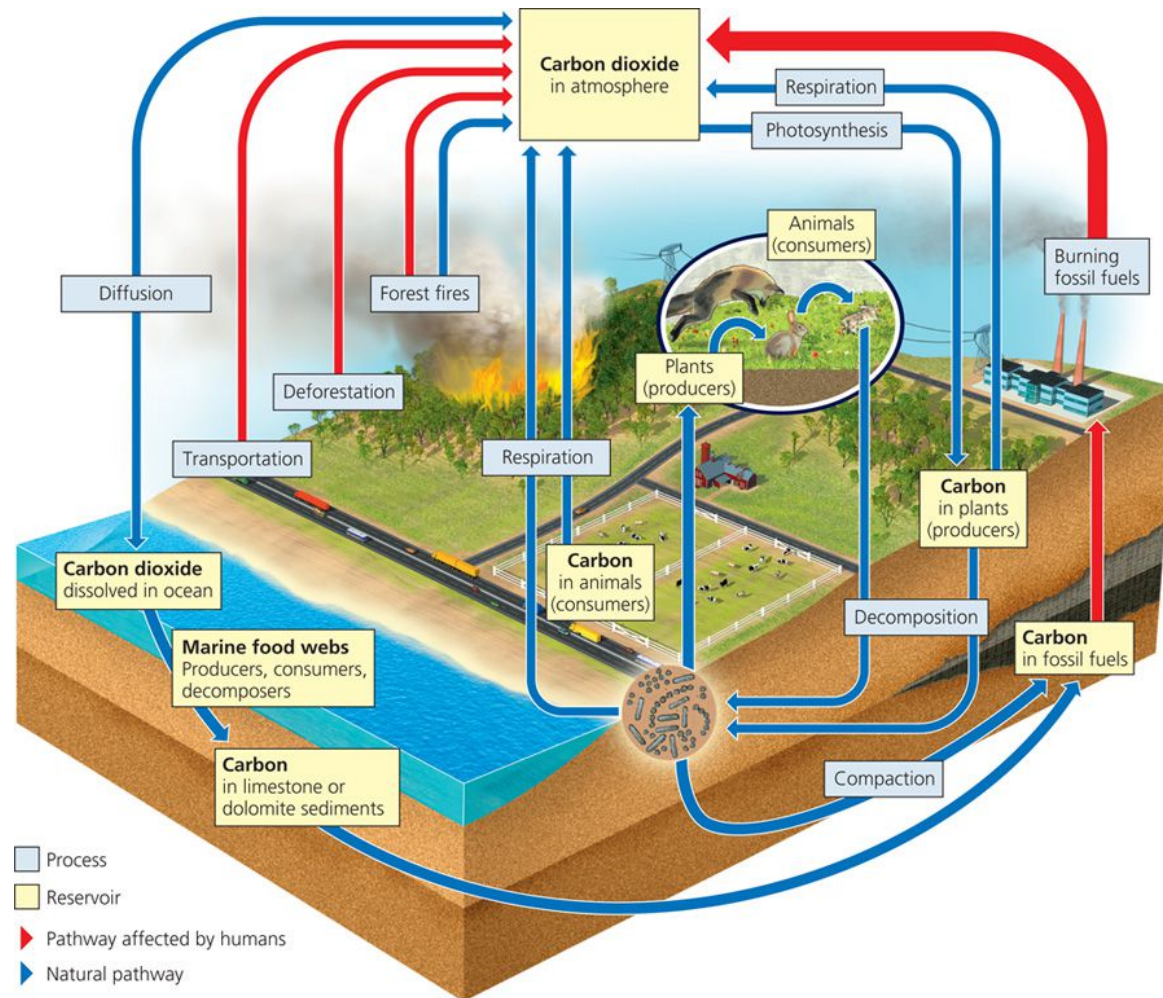 Carbon dioxide
in atmosphere
Respiration
Photosynthesis
Animals
(consumers)
Burning
fossil fuels
Diffusion
Forest fires
Plants
(producers)
Deforestation
Transportation
Respiration
Carbon
in plants
(producers)
Carbon dioxide
dissolved in ocean
Carbon
in animals
(consumers)
Decomposition
Marine food webs
Producers, consumers,
decomposers
Carbon
in fossil fuels
Carbon
in limestone or
dolomite sediments
Compaction
Process
Reservoir
Pathway affected by humans
Natural pathway